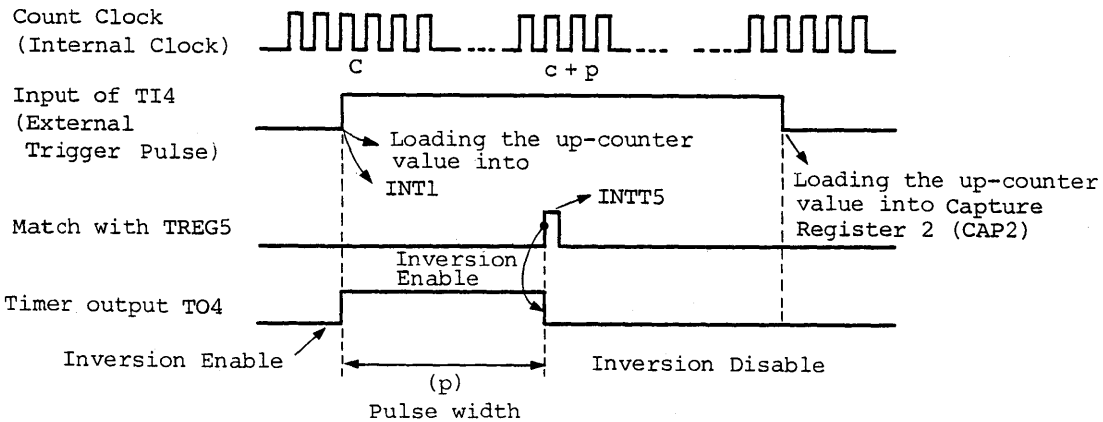 Count Clock
(Internal Clock)
C
c + p
Input of TI4
(External
Trigger Pulse)
Loading the up-counter
value into
INT1
Loading the up-counter
value into Capture
Register 2 (CAP2)
INTT5
Match with TREG5
Inversion
Enable
Timer output TO4
Inversion Enable
Inversion Disable
(p)
Pulse width